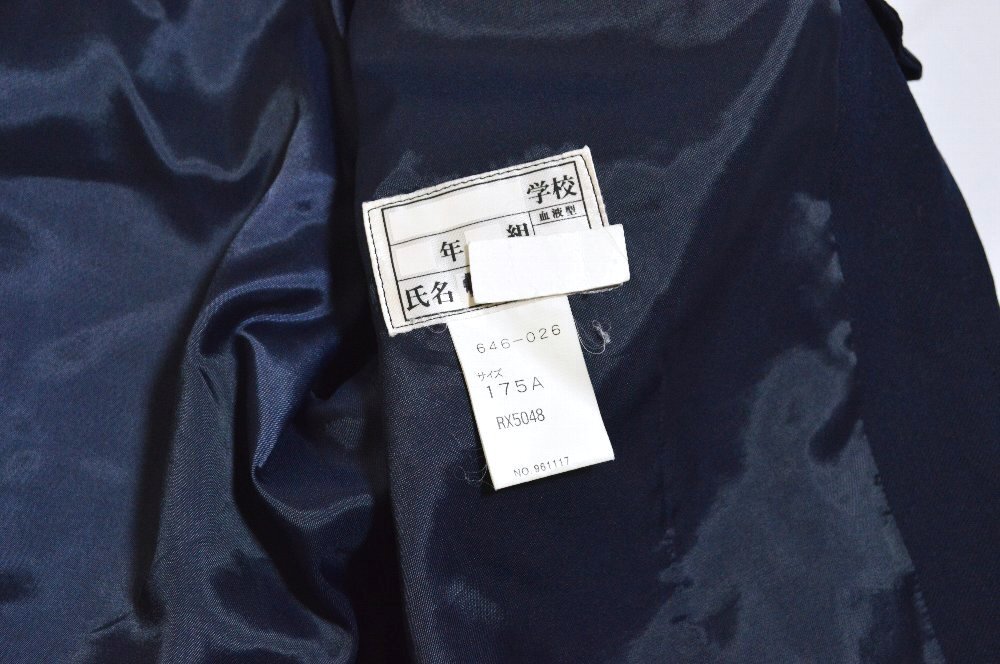 学校
血液型
年 組
氏名
646-026
サイズ
175A
RX5048
NO.961117